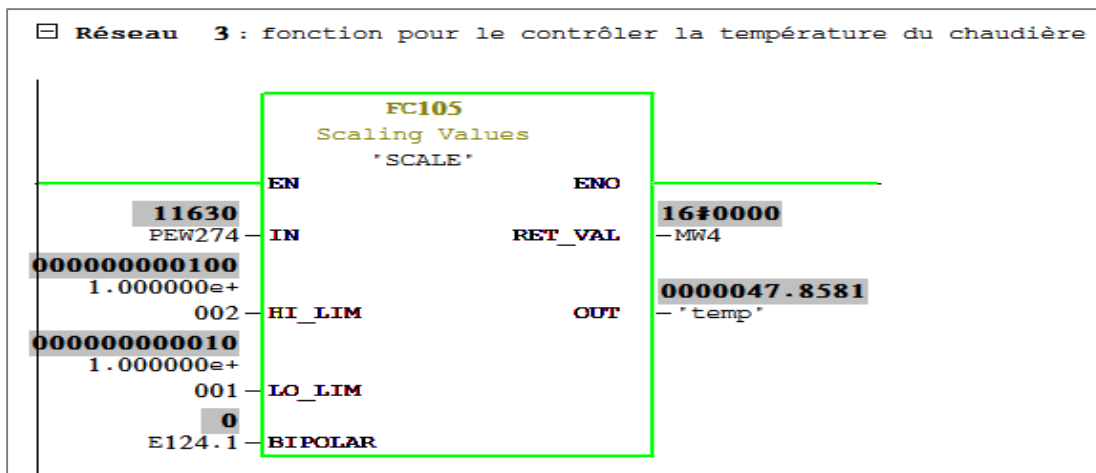 Réseau 3 : fonction pour le contrôler la température du chaudière
FC105
Scaling Values
"SCALE"
EN ENO
11630 16#0000
PEW274 IN RET_VAL MW4
000000000100
1.000000e+ 0000047.8581
002 HI_LIM OUT "temp"
000000000010
1.000000e+
001 LO_LIM
0
E124.1 BIPOLAR